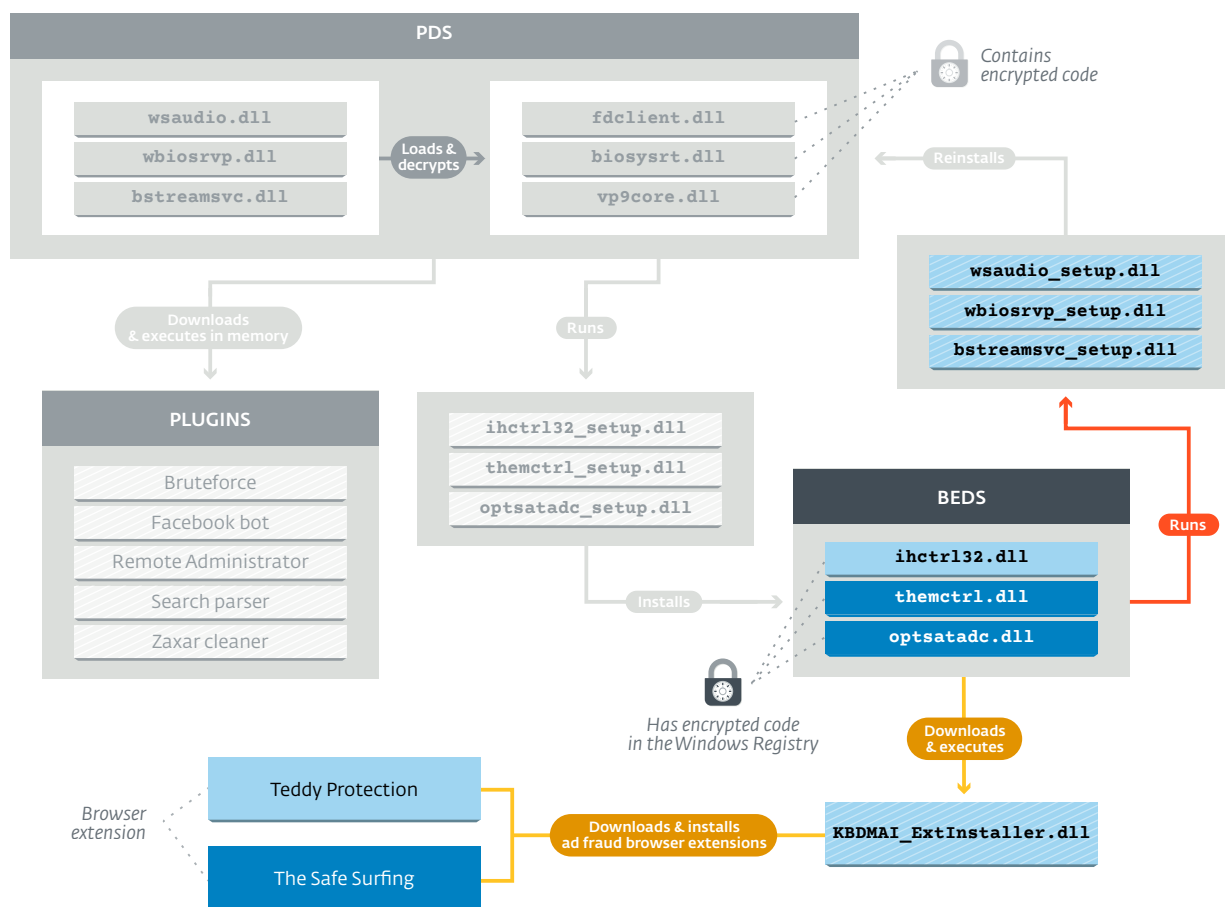 PDS
Contains
encrypted code
wsaudio.dll
wbiosrvp.dll
bstreamsvc.dll
Loads &
decrypts
fdclient.dll
biosysrt.dll
vp9core.dll
Reinstalls
wsaudio_setup.dll
wbiosrvp_setup.dll
bstreamsvc_setup.dll
Downloads
& executes in memory
Runs
PLUGINS
Bruteforce
Facebook bot
Remote Administrator
Search parser
Zaxar cleaner
ihctrl32_setup.dll
themctrl_setup.dll
optsatadc_setup.dll
Installs
BEDS
ihctrl32.dll
themctrl.dll
optsatadc.dll
Runs
Has encrypted code
in the Windows Registry
Downloads
& executes
KBDMAI_ExtInstaller.dll
Downloads & installs
ad fraud browser extensions
Browser
extension
Teddy Protection
The Safe Surfing